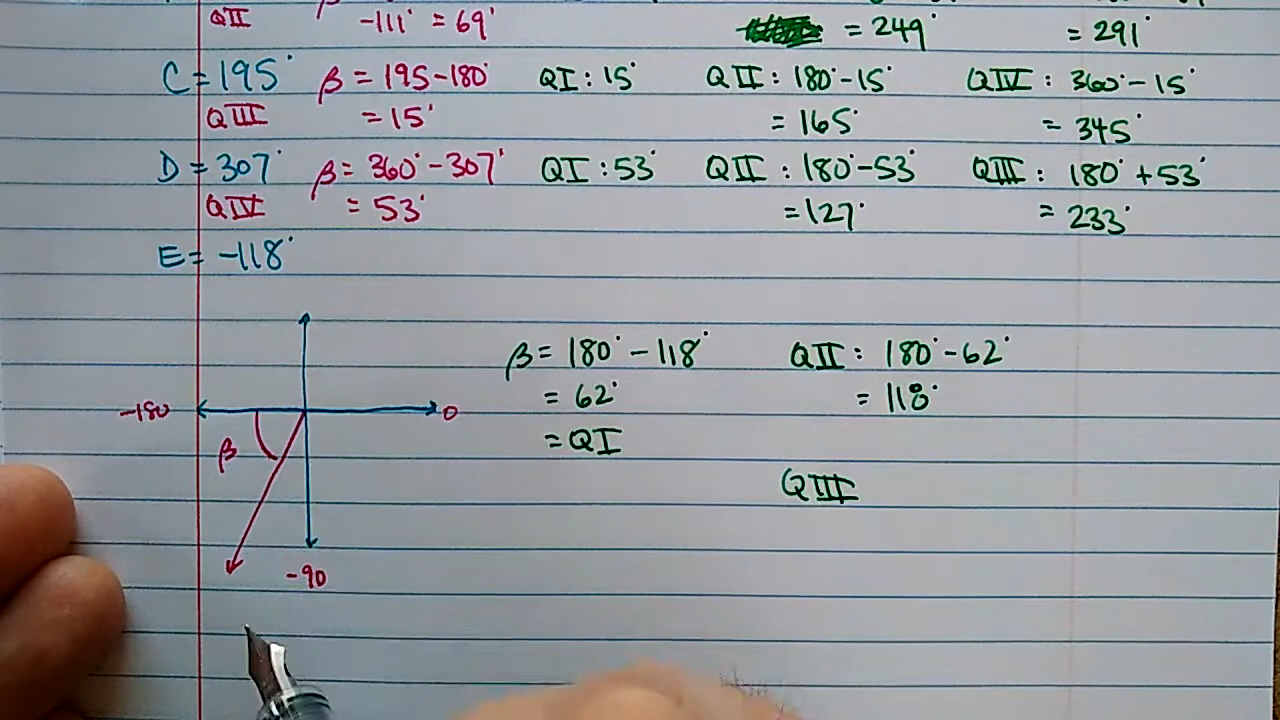 QII -111° = 69° = 249° = 291°
C = 195° β = 195-180° QI: 15° QII: 180°-15° QIV: 360°-15°
QIII = 15° = 165° = 345°
D = 307° β = 360°-307° QI: 53° QII: 180°-53° QIII: 180°+53°
QIV = 53° = 127° = 233°
E = -118°
β = 180°-118° QII: 180°-62°
= 62° = 118°
-180 0
β = QI
QIII
-90